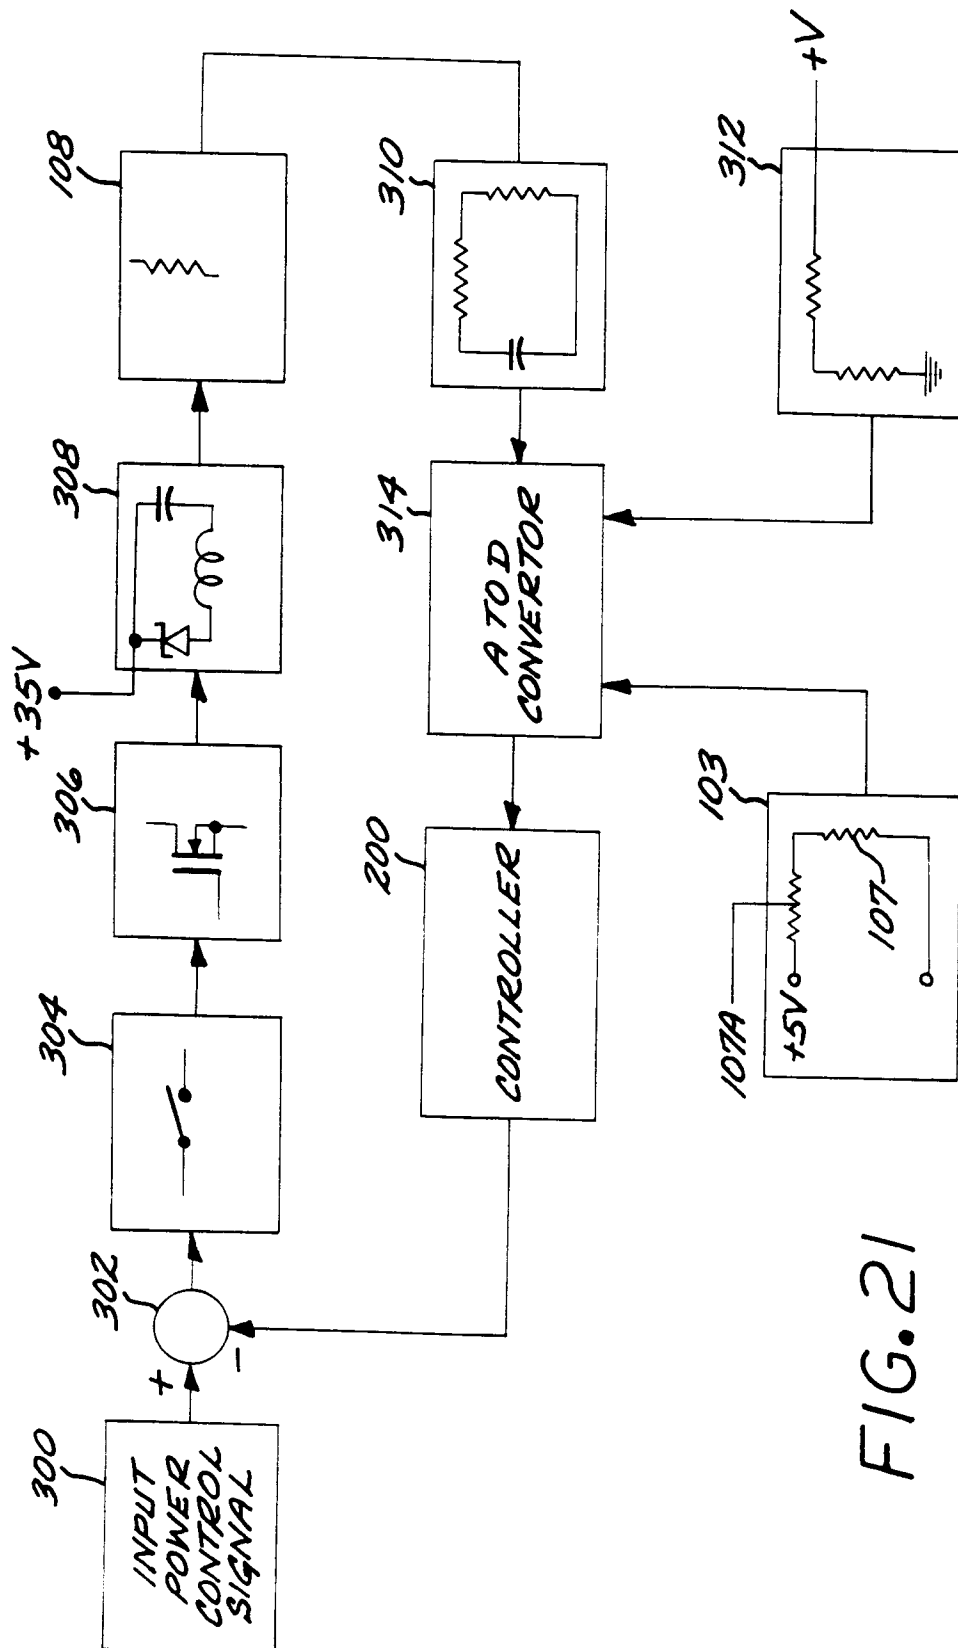 300
INPUT
POWER
CONTROL
SIGNAL
+
-
302
304
306
+35V
308
108
200
CONTROLLER
314
A TO D
CONVERTOR
310
107A
103
+5V
107
312
+V
FIG. 21